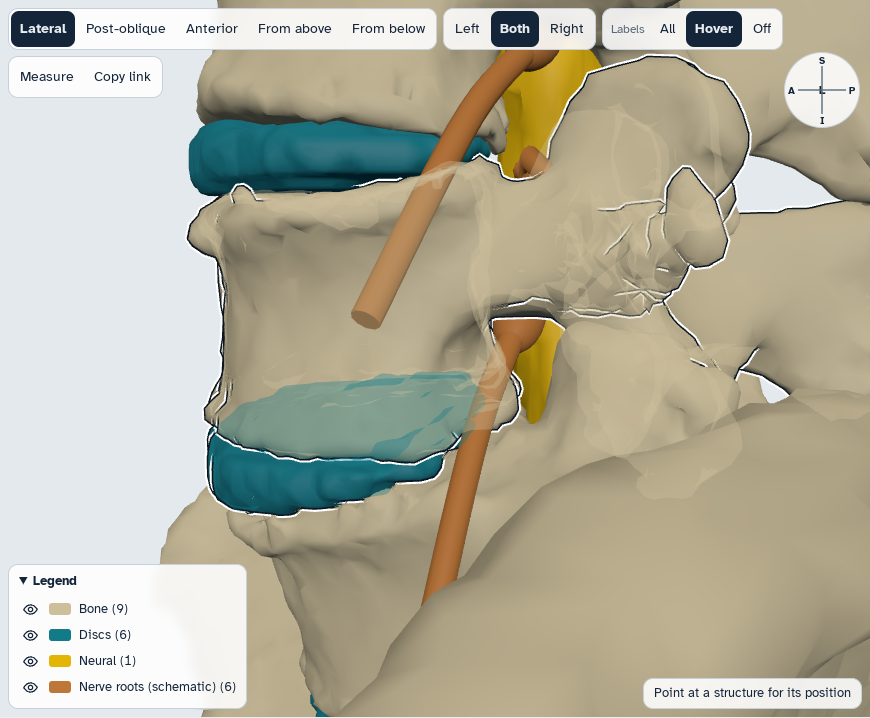 Lateral Post-oblique Anterior From above From below Left Both Right Labels All Hover Off
Measure Copy link
S
A L P
I
▼ Legend
Bone (9)
Discs (6)
Neural (1)
Nerve roots (schematic) (6)
Point at a structure for its position